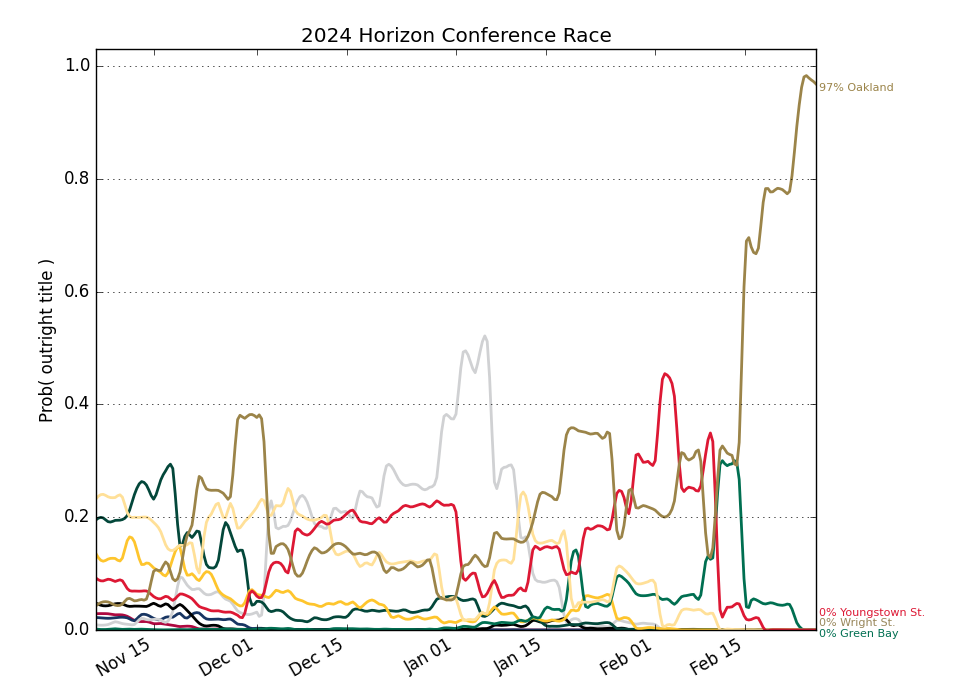 2024 Horizon Conference Race
1.0
0.8
0.6
0.4
0.2
0.0
Prob( outright title )
97% Oakland
0% Youngstown St.
0% Wright St.
0% Green Bay
Nov 15
Dec 01
Dec 15
Jan 01
Jan 15
Feb 01
Feb 15